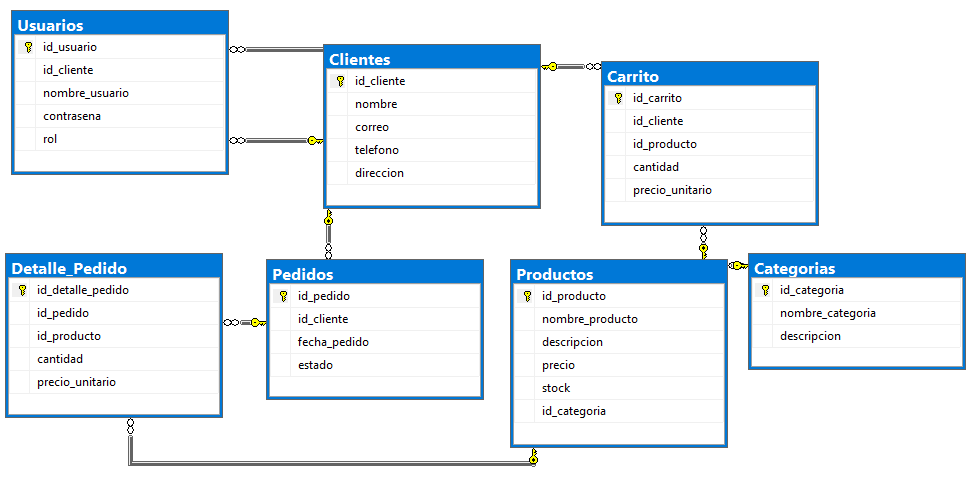 Usuarios
id_usuario
id_cliente
nombre_usuario
contrasena
rol
Clientes
id_cliente
nombre
correo
telefono
direccion
Carrito
id_carrito
id_cliente
id_producto
cantidad
precio_unitario
Detalle_Pedido
id_detalle_pedido
id_pedido
id_producto
cantidad
precio_unitario
Pedidos
id_pedido
id_cliente
fecha_pedido
estado
Productos
id_producto
nombre_producto
descripcion
precio
stock
id_categoria
Categorias
id_categoria
nombre_categoria
descripcion